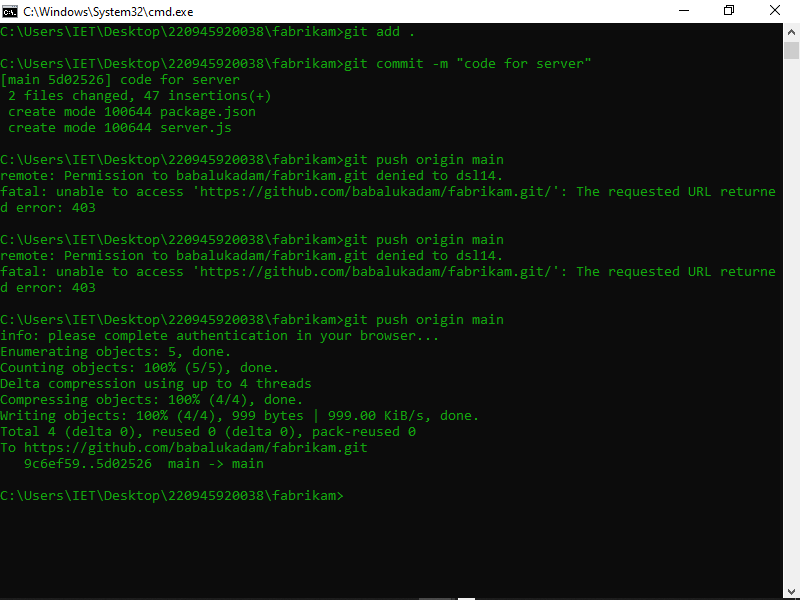 C:\Windows\System32\cmd.exe
C:\Users\IET\Desktop\220945920038\fabrikam>git add .
C:\Users\IET\Desktop\220945920038\fabrikam>git commit -m "code for server"
[main 5d02526] code for server
 2 files changed, 47 insertions(+)
 create mode 100644 package.json
 create mode 100644 server.js
C:\Users\IET\Desktop\220945920038\fabrikam>git push origin main
remote: Permission to babalukadam/fabrikam.git denied to dsl14.
fatal: unable to access 'https://github.com/babalukadam/fabrikam.git/': The requested URL returne
d error: 403
C:\Users\IET\Desktop\220945920038\fabrikam>git push origin main
remote: Permission to babalukadam/fabrikam.git denied to dsl14.
fatal: unable to access 'https://github.com/babalukadam/fabrikam.git/': The requested URL returne
d error: 403
C:\Users\IET\Desktop\220945920038\fabrikam>git push origin main
info: please complete authentication in your browser...
Enumerating objects: 5, done.
Counting objects: 100% (5/5), done.
Delta compression using up to 4 threads
Compressing objects: 100% (4/4), done.
Writing objects: 100% (4/4), 999 bytes | 999.00 KiB/s, done.
Total 4 (delta 0), reused 0 (delta 0), pack-reused 0
To https://github.com/babalukadam/fabrikam.git
   9c6ef59..5d02526  main -> main
C:\Users\IET\Desktop\220945920038\fabrikam>